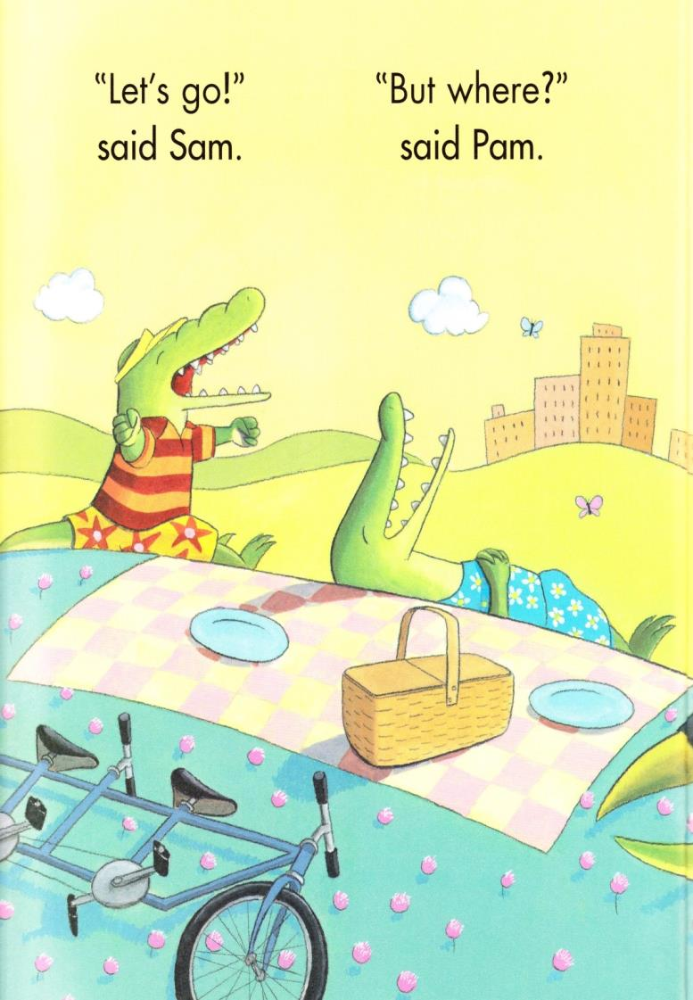 “Let’s go!”
said Sam.
“But where?”
said Pam.